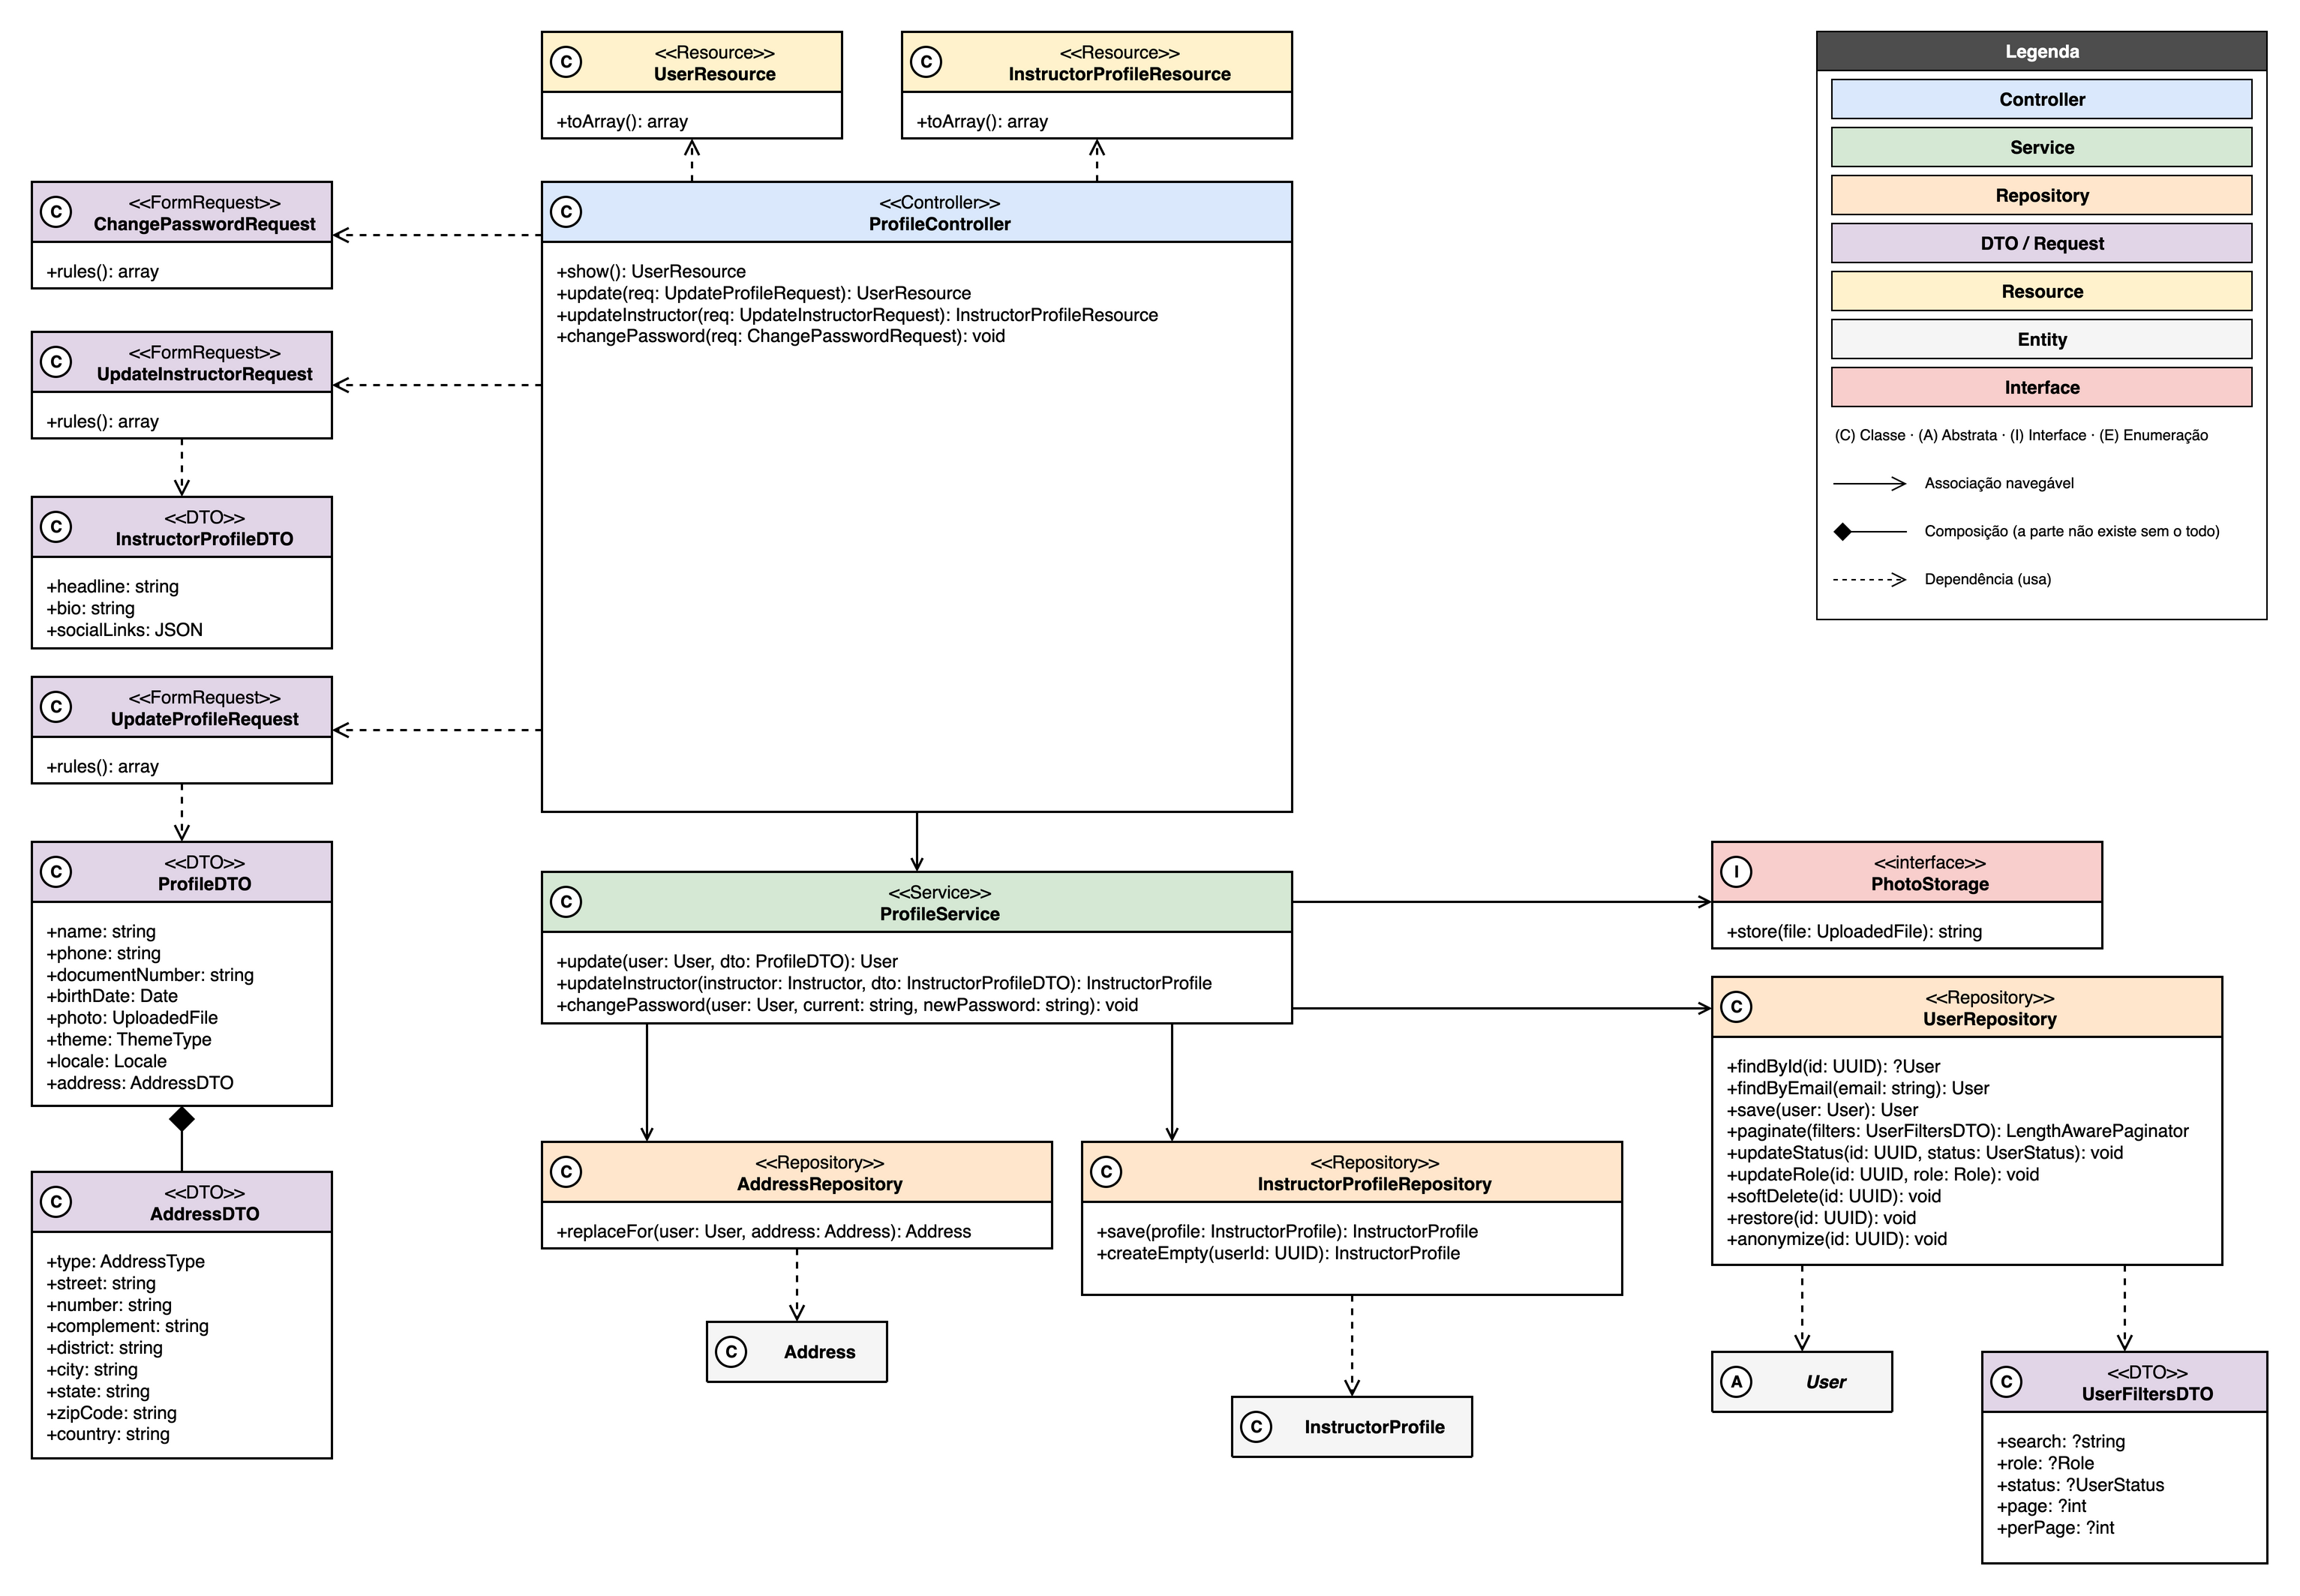 C
<<Resource>>
UserResource
+toArray(): array
C
<<Resource>>
InstructorProfileResource
+toArray(): array
Legenda
Controller
Service
Repository
DTO / Request
Resource
Entity
Interface
(C) Classe · (A) Abstrata · (I) Interface · (E) Enumeração
Associação navegável
Composição (a parte não existe sem o todo)
Dependência (usa)
C
<<FormRequest>>
ChangePasswordRequest
+rules(): array
C
<<FormRequest>>
UpdateInstructorRequest
+rules(): array
C
<<DTO>>
InstructorProfileDTO
+headline: string
+bio: string
+socialLinks: JSON
C
<<FormRequest>>
UpdateProfileRequest
+rules(): array
C
<<DTO>>
ProfileDTO
+name: string
+phone: string
+documentNumber: string
+birthDate: Date
+photo: UploadedFile
+theme: ThemeType
+locale: Locale
+address: AddressDTO
C
<<DTO>>
AddressDTO
+type: AddressType
+street: string
+number: string
+complement: string
+district: string
+city: string
+state: string
+zipCode: string
+country: string
C
<<Controller>>
ProfileController
+show(): UserResource
+update(req: UpdateProfileRequest): UserResource
+updateInstructor(req: UpdateInstructorRequest): InstructorProfileResource
+changePassword(req: ChangePasswordRequest): void
C
<<Service>>
ProfileService
+update(user: User, dto: ProfileDTO): User
+updateInstructor(instructor: Instructor, dto: InstructorProfileDTO): InstructorProfile
+changePassword(user: User, current: string, newPassword: string): void
C
<<Repository>>
AddressRepository
+replaceFor(user: User, address: Address): Address
C
Address
C
<<Repository>>
InstructorProfileRepository
+save(profile: InstructorProfile): InstructorProfile
+createEmpty(userId: UUID): InstructorProfile
C
InstructorProfile
I
<<interface>>
PhotoStorage
+store(file: UploadedFile): string
C
<<Repository>>
UserRepository
+findById(id: UUID): ?User
+findByEmail(email: string): User
+save(user: User): User
+paginate(filters: UserFiltersDTO): LengthAwarePaginator
+updateStatus(id: UUID, status: UserStatus): void
+updateRole(id: UUID, role: Role): void
+softDelete(id: UUID): void
+restore(id: UUID): void
+anonymize(id: UUID): void
A
User
C
<<DTO>>
UserFiltersDTO
+search: ?string
+role: ?Role
+status: ?UserStatus
+page: ?int
+perPage: ?int